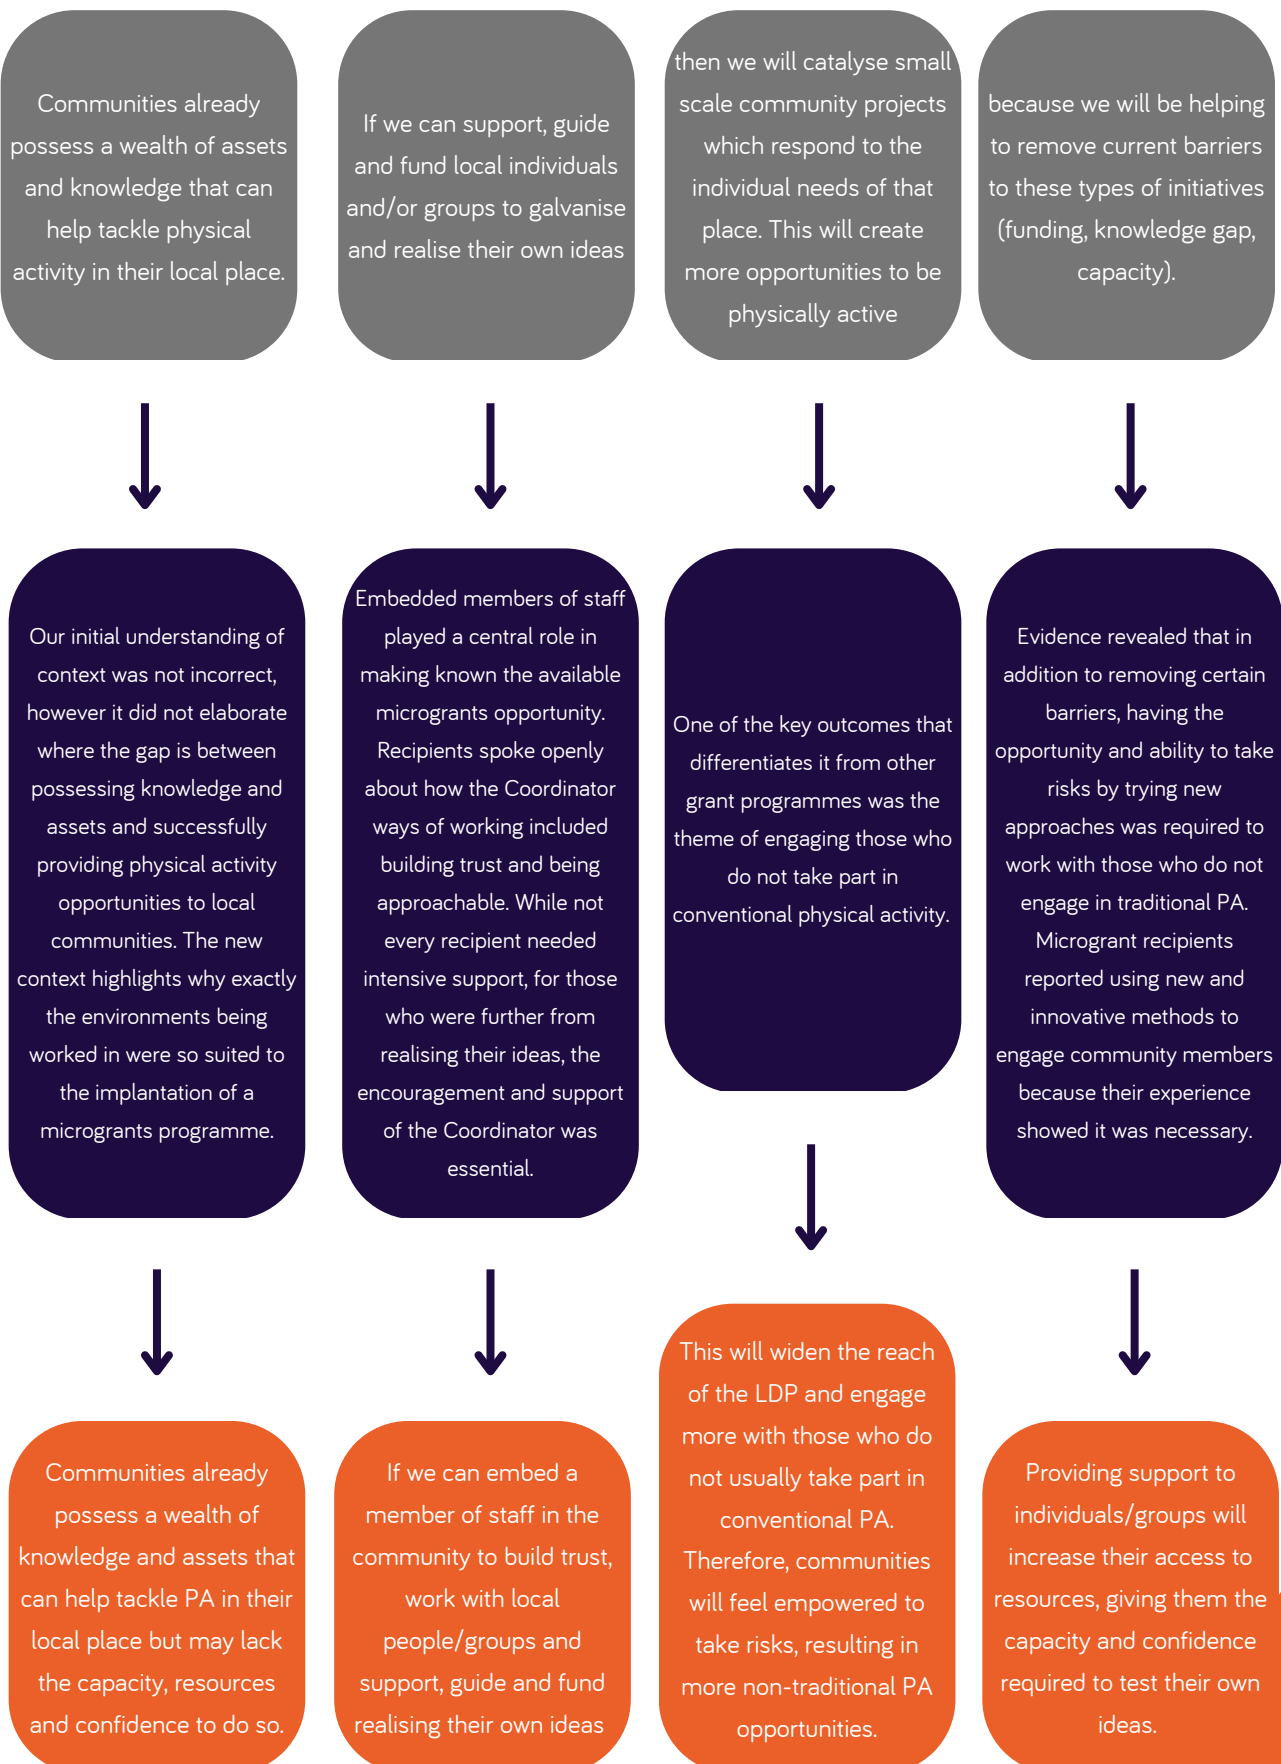 Communities already
possess a wealth of assets
and knowledge that can
help tackle physical
activity in their local place.
If we can support, guide
and fund local individuals
and/or groups to galvanise
and realise their own ideas
then we will catalyse small
scale community projects
which respond to the
individual needs of that
place. This will create
more opportunities to be
physically active
because we will be helping
to remove current barriers
to these types of initiatives
(funding, knowledge gap,
capacity).
Our initial understanding of
context was not incorrect,
however it did not elaborate
where the gap is between
possessing knowledge and
assets and successfully
providing physical activity
opportunities to local
communities. The new
context highlights why exactly
the environments being
worked in were so suited to
the implantation of a
microgrants programme.
Embedded members of staff
played a central role in
making known the available
microgrants opportunity.
Recipients spoke openly
about how the Coordinator
ways of working included
building trust and being
approachable. While not
every recipient needed
intensive support, for those
who were further from
realising their ideas, the
encouragement and support
of the Coordinator was
essential.
One of the key outcomes that
differentiates it from other
grant programmes was the
theme of engaging those who
do not take part in
conventional physical activity.
Evidence revealed that in
addition to removing certain
barriers, having the
opportunity and ability to take
risks by trying new
approaches was required to
work with those who do not
engage in traditional PA.
Microgrant recipients
reported using new and
innovative methods to
engage community members
because their experience
showed it was necessary.
Communities already
possess a wealth of
knowledge and assets that
can help tackle PA in their
local place but may lack
the capacity, resources
and confidence to do so.
If we can embed a
member of staff in the
community to build trust,
work with local
people/groups and
support, guide and fund
realising their own ideas
This will widen the reach
of the LDP and engage
more with those who do
not usually take part in
conventional PA.
Therefore, communities
will feel empowered to
take risks, resulting in
more non-traditional PA
opportunities.
Providing support to
individuals/groups will
increase their access to
resources, giving them the
capacity and confidence
required to test their own
ideas.